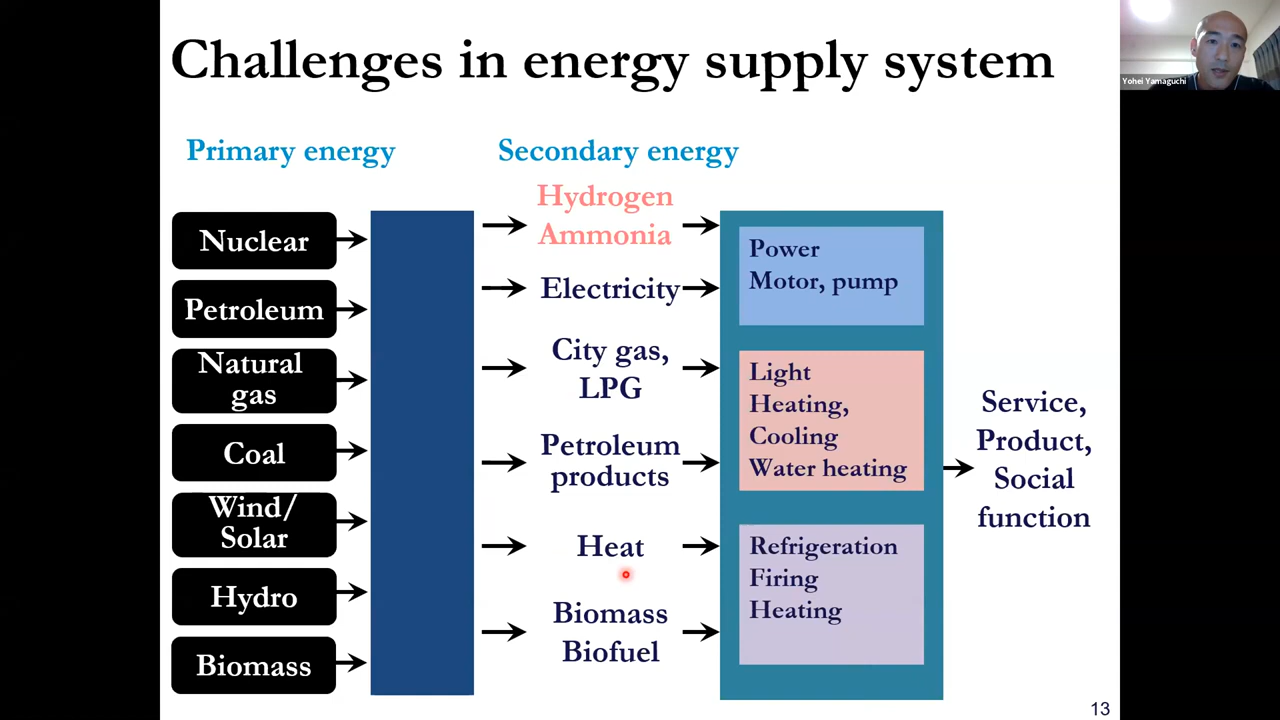 Challenges in energy supply system
Yohei Yamaguchi
Primary energy
Secondary energy
Nuclear
Petroleum
Natural
gas
Coal
Wind/
Solar
Hydro
Biomass
Hydrogen
Ammonia
Electricity
City gas,
LPG
Petroleum
products
Heat
Biomass
Biofuel
Power
Motor, pump
Light
Heating,
Cooling
Water heating
Refrigeration
Firing
Heating
Service,
Product,
Social
function
13